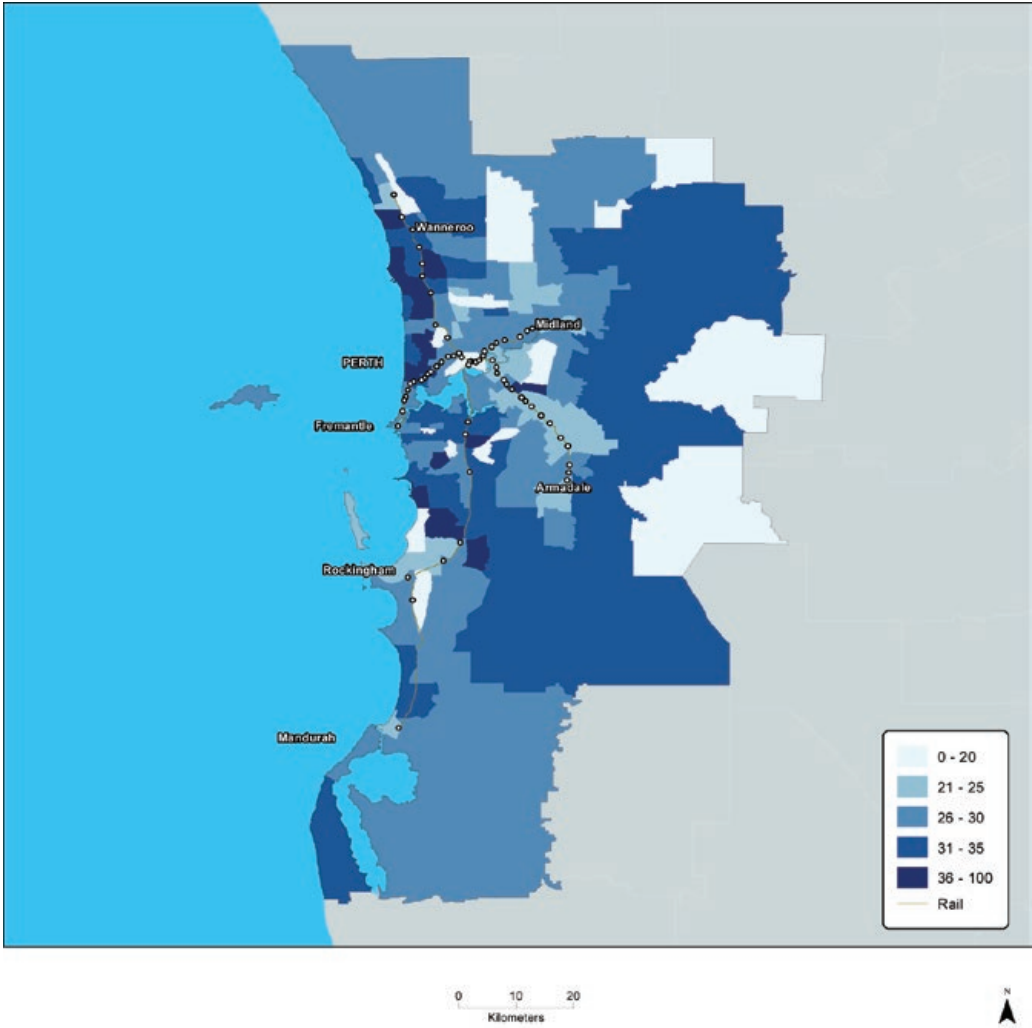 Wanneroo
Midland
PERTH
Fremantle
Armadale
Rockingham
Mandurah
0 - 20
21 - 25
26 - 30
31 - 35
36 - 100
Rail
0 10 20
Kilometers
N